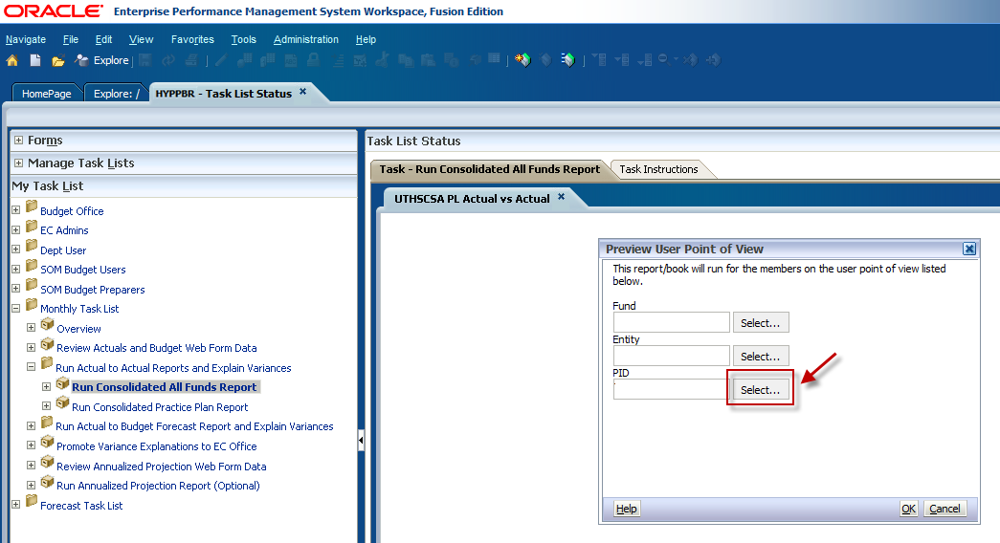 ORACLE® Enterprise Performance Management System Workspace, Fusion Edition
Navigate File Edit View Favorites Tools Administration Help
Explore
HomePage Explore: / HYPPBR - Task List Status
Forms
Manage Task Lists
My Task List
Budget Office
EC Admins
Dept User
SOM Budget Users
SOM Budget Preparers
Monthly Task List
Overview
Review Actuals and Budget Web Form Data
Run Actual to Actual Reports and Explain Variances
Run Consolidated All Funds Report
Run Consolidated Practice Plan Report
Run Actual to Budget Forecast Report and Explain Variances
Promote Variance Explanations to EC Office
Review Annualized Projection Web Form Data
Run Annualized Projection Report (Optional)
Forecast Task List
Task List Status
Task - Run Consolidated All Funds Report Task Instructions
UTHSCSA PL Actual vs Actual
Preview User Point of View
This report/book will run for the members on the user point of view listed
below.
Fund
Select...
Entity
Select...
PID
Select...
Help OK Cancel